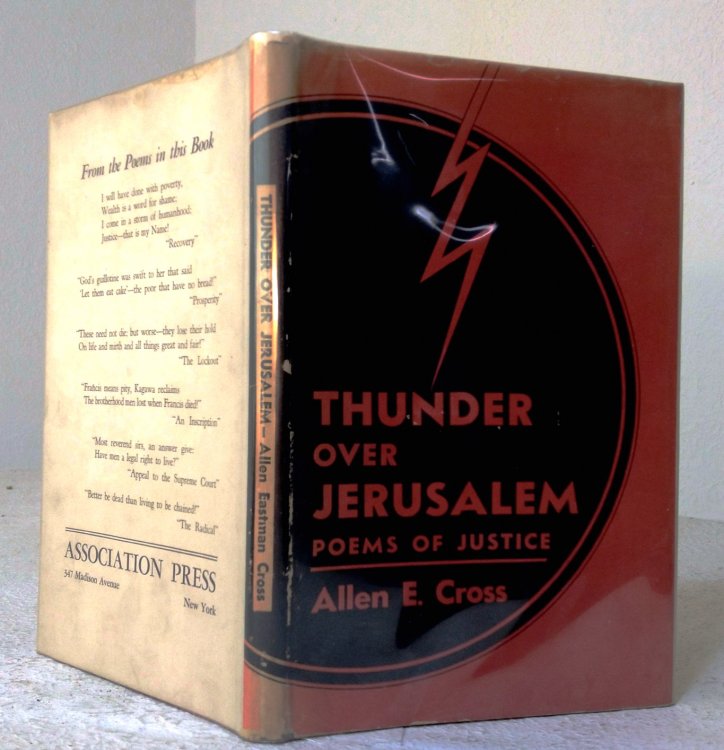 From the Poems in this Book
I will have done with poverty,
Wealth is a word for shame;
I come in a storm of humanhood;
Justice—that is my Name!
"Recovery"
"God's guillotine was swift to her that said
'Let them eat cake'—the poor that have no bread!"
"Prosperity"
"These need not die; but worse—they lose their hold
On life and mirth and all things great and fair!"
"The Lockout"
"Francis means pity, Kagawa reclaims
The brotherhood men lost when Francis died!"
"An Inscription"
"Most reverend sirs, an answer give:
Have men a legal right to live?"
"Appeal to the Supreme Court"
"Better be dead than living to be chained!"
"The Radical"
ASSOCIATION PRESS
347 Madison Avenue
New York
THUNDER OVER JERUSALEM—Allen Eastman Cross
THUNDER
OVER
JERUSALEM
POEMS OF JUSTICE
Allen E. Cross